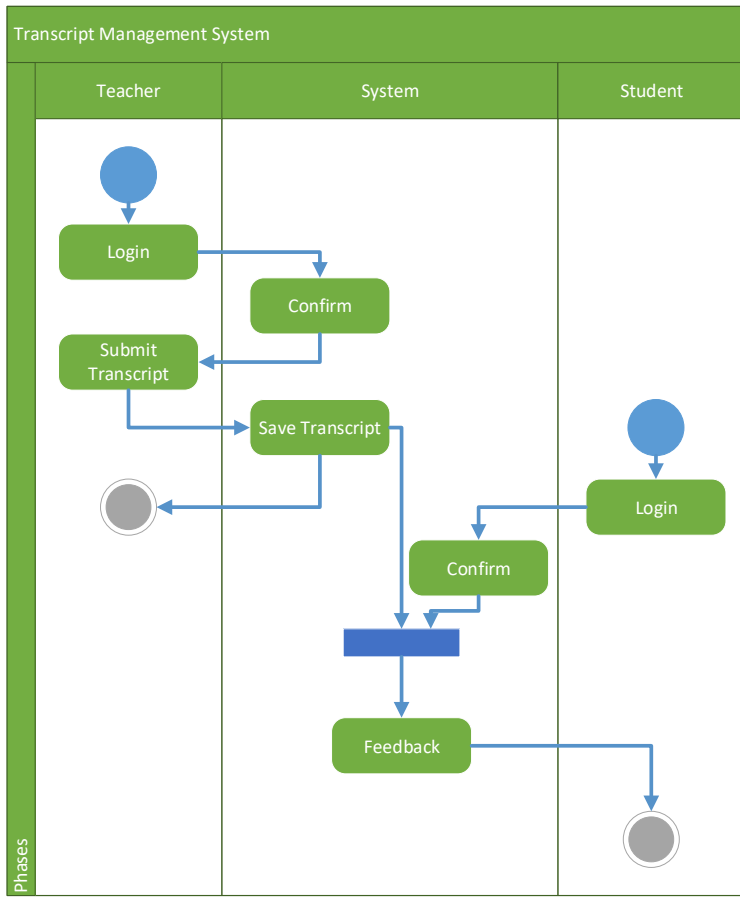 Transcript Management System
Teacher
System
Student
Login
Confirm
Submit
Transcript
Save Transcript
Login
Confirm
Feedback
Phases